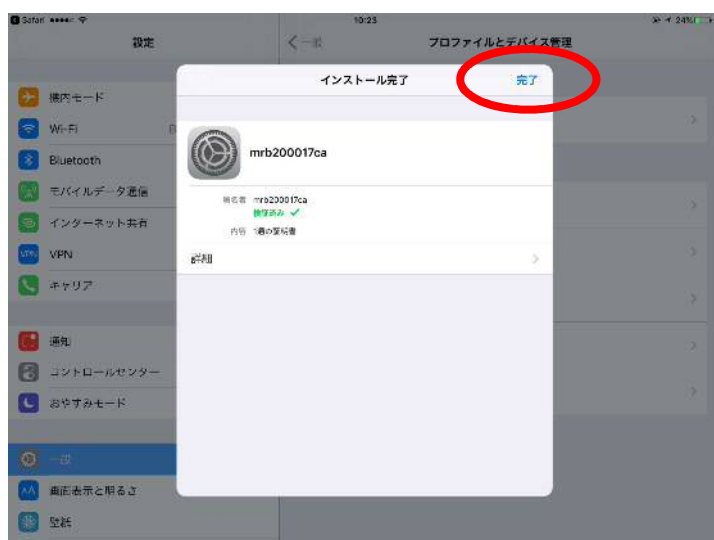 Safari
10:23
24%
設定
一般
プロファイルとデバイス管理
インストール完了
完了
機内モード
Wi-Fi
Bluetooth
モバイルデータ通信
インターネット共有
VPN
キャリア
mrb200017ca
署名者 mrb200017ca
検証済み ✓
内容 1通の証明書
詳細
通知
コントロールセンター
おやすみモード
一般
画面表示と明るさ
壁紙